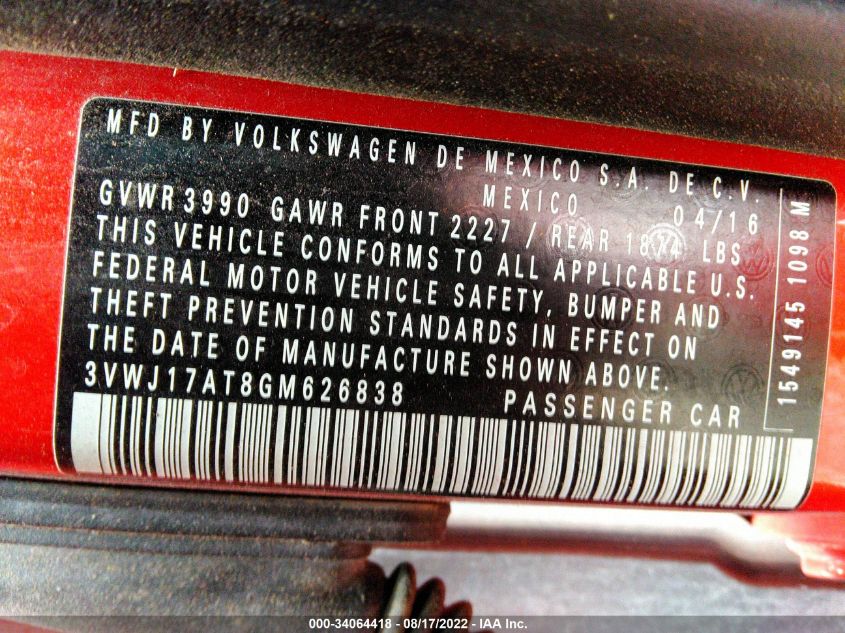 MFD BY VOLKSWAGEN DE MEXICO S.A. DE C.V.
MEXICO 04/16
GVWR 3990 GAWR FRONT 2227 / REAR 1874 LBS
THIS VEHICLE CONFORMS TO ALL APPLICABLE U.S.
FEDERAL MOTOR VEHICLE SAFETY, BUMPER AND
THEFT PREVENTION STANDARDS IN EFFECT ON
THE DATE OF MANUFACTURE SHOWN ABOVE.
3VWJ17AT8GM626838 PASSENGER CAR
1549145 1098 M
000-34064418 - 08/17/2022 - IAA Inc.